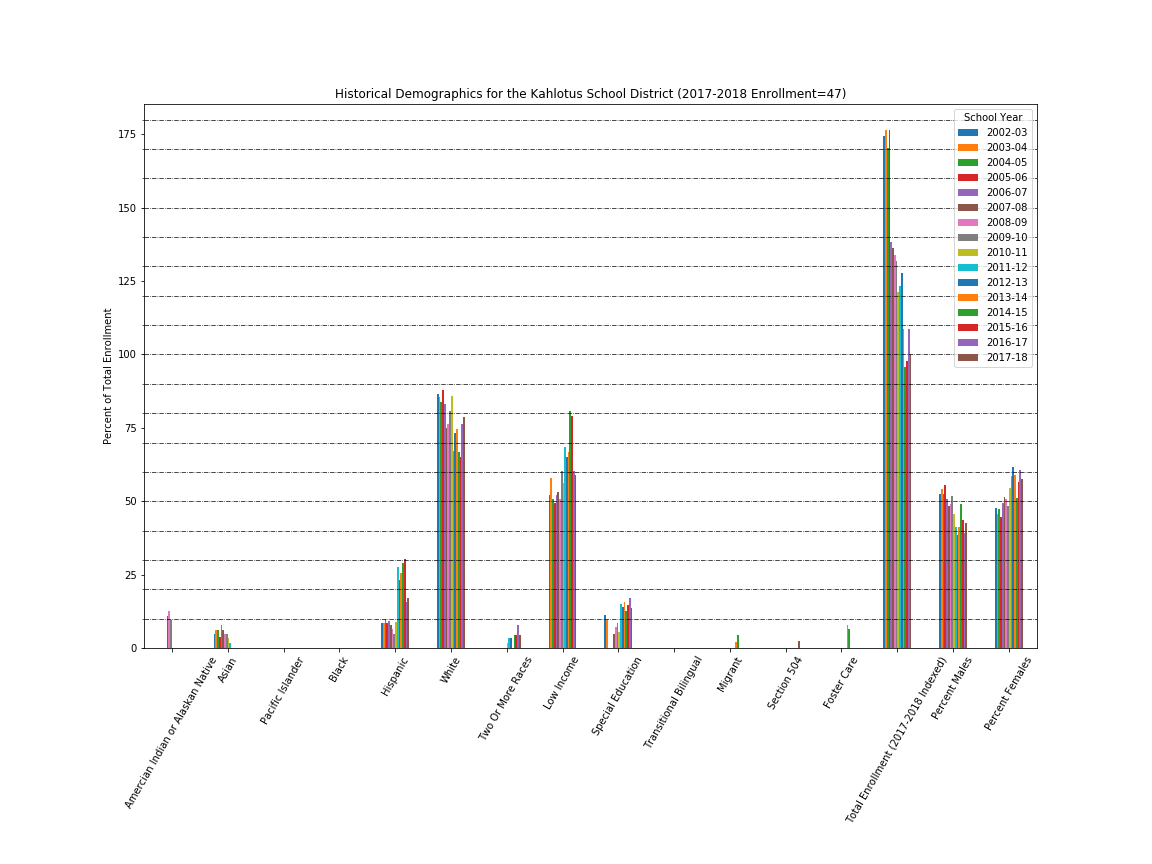 Historical Demographics for the Kahlotus School District (2017-2018 Enrollment=47)
School Year
2002-03
2003-04
2004-05
2005-06
2006-07
2007-08
2008-09
2009-10
2010-11
2011-12
2012-13
2013-14
2014-15
2015-16
2016-17
2017-18
Percent of Total Enrollment
175
150
125
100
75
50
25
0
Amercian Indian or Alaskan Native
Asian
Pacific Islander
Black
Hispanic
White
Two Or More Races
Low Income
Special Education
Transitional Bilingual
Migrant
Section 504
Foster Care
Total Enrollment (2017-2018 Indexed)
Percent Males
Percent Females